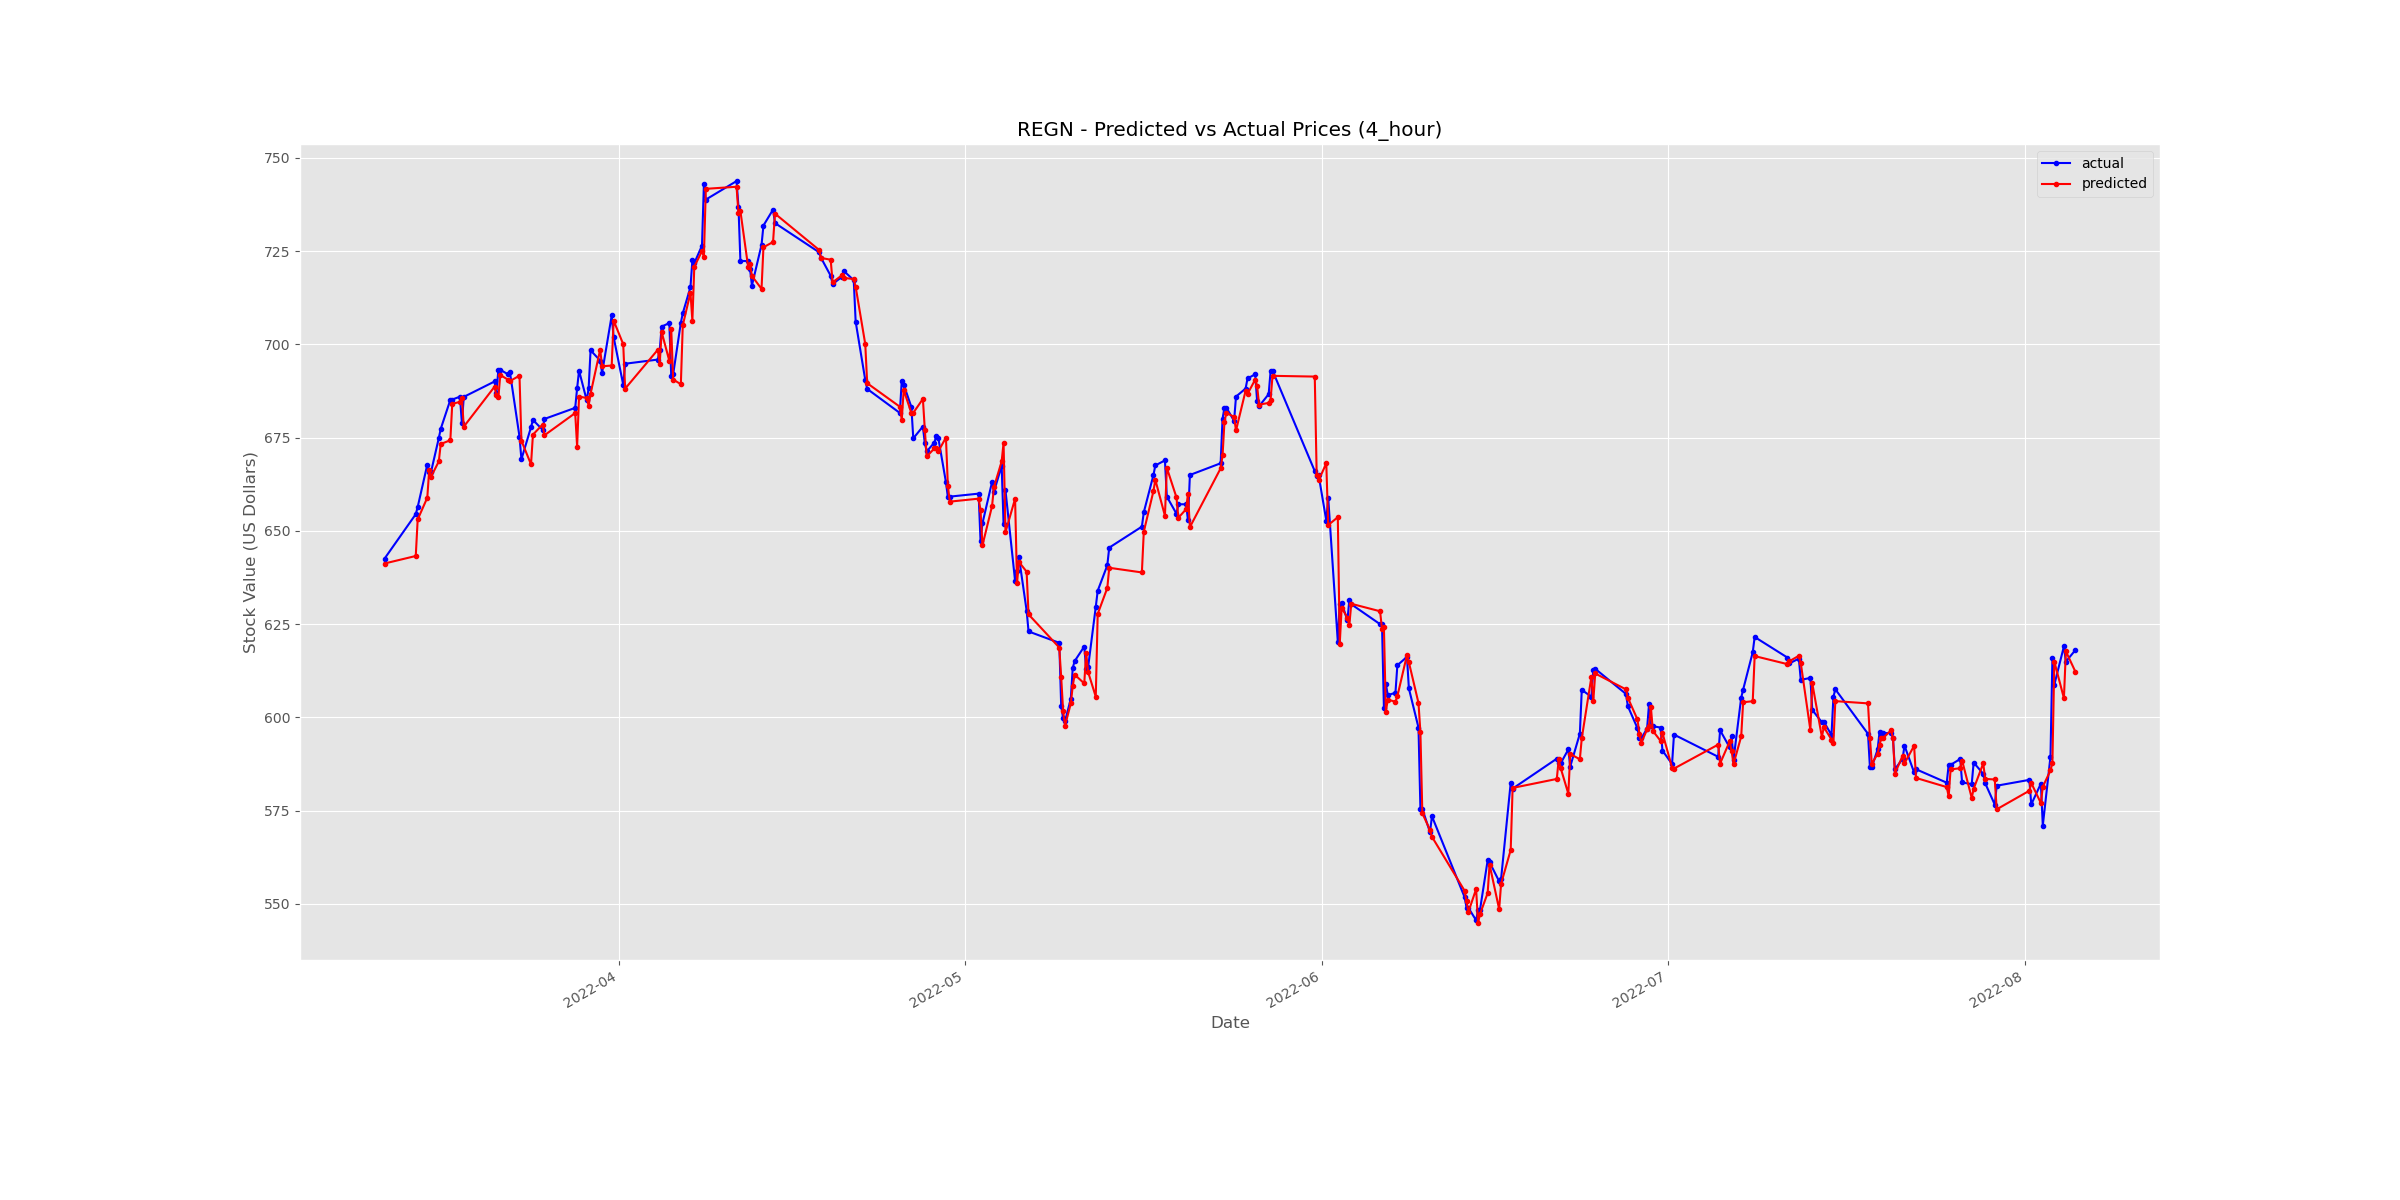 REGN - Predicted vs Actual Prices (4_hour)
actual
predicted
Stock Value (US Dollars)
750
725
700
675
650
625
600
575
550
2022-04
2022-05
2022-06
2022-07
2022-08
Date